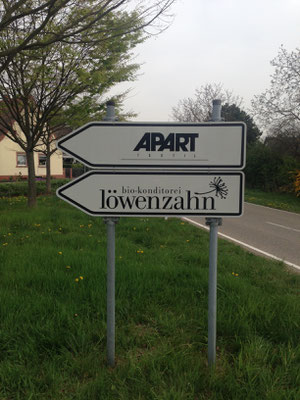 APART
TEXTIL
bio-konditorei
löwenzahn